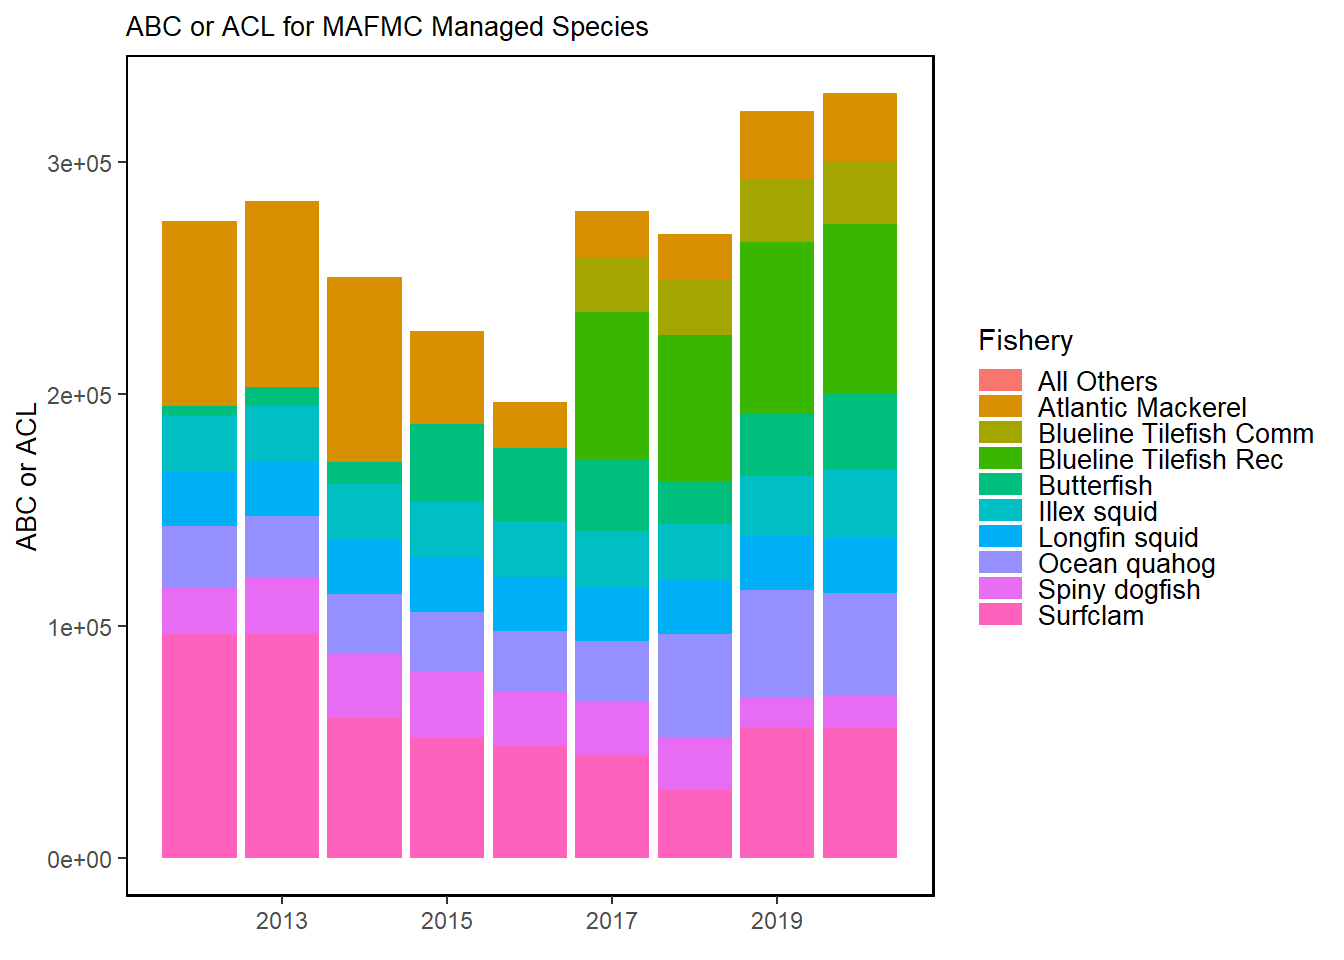 ABC or ACL for MAFMC Managed Species
ABC or ACL
3e+05
2e+05
1e+05
0e+00
2013
2015
2017
2019
Fishery
All Others
Atlantic Mackerel
Blueline Tilefish Comm
Blueline Tilefish Rec
Butterfish
Illex squid
Longfin squid
Ocean quahog
Spiny dogfish
Surfclam